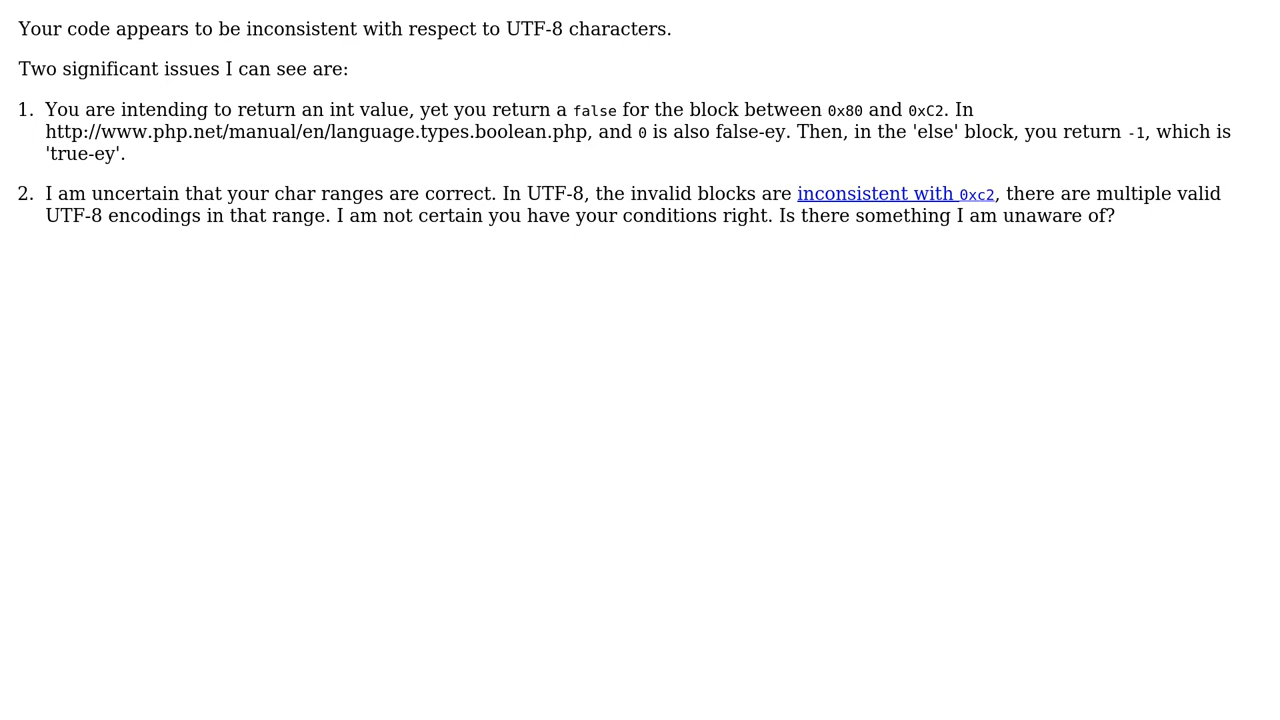 Your code appears to be inconsistent with respect to UTF-8 characters.
Two significant issues I can see are:
1. You are intending to return an int value, yet you return a false for the block between 0x80 and 0xC2. In
http://www.php.net/manual/en/language.types.boolean.php, and 0 is also false-ey. Then, in the 'else' block, you return -1, which is
'true-ey'.
2. I am uncertain that your char ranges are correct. In UTF-8, the invalid blocks are inconsistent with 0xc2, there are multiple valid
UTF-8 encodings in that range. I am not certain you have your conditions right. Is there something I am unaware of?